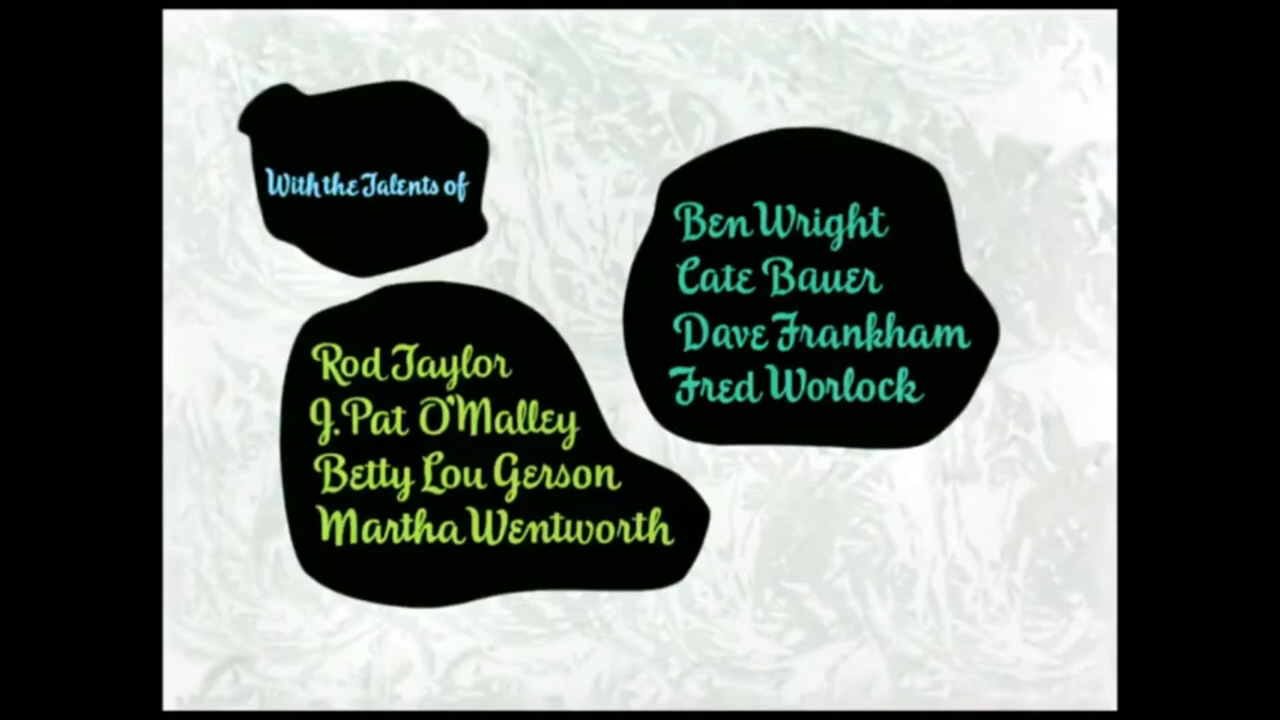 With the Talents of
Rod Taylor
J. Pat O'Malley
Betty Lou Gerson
Martha Wentworth
Ben Wright
Cate Bauer
Dave Frankham
Fred Worlock